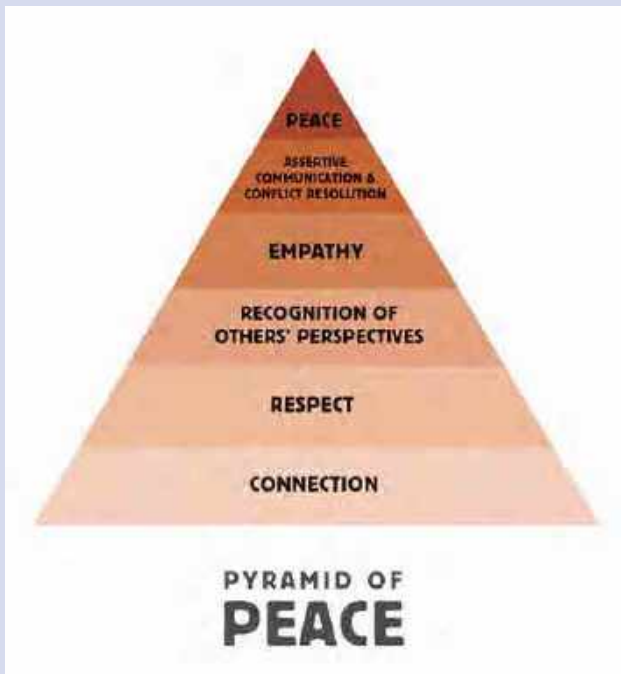 PEACE
ASSERTIVE
COMMUNICATION &
CONFLICT RESOLUTION
EMPATHY
RECOGNITION OF
OTHERS' PERSPECTIVES
RESPECT
CONNECTION
PYRAMID OF
PEACE